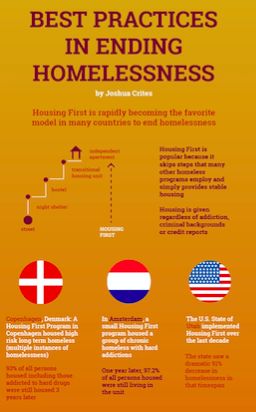 BEST PRACTICES
IN ENDING
HOMELESSNESS
by Joshua Crites
Housing First is rapidly becoming the favorite
model in many countries to end homelessness
independent
apartment
transitional
housing unit
hostel
night shelter
street
HOUSING
FIRST
Housing First is
popular because it
skips steps that many
other homeless
programs employ and
simply provides stable
housing
Housing is given
regardless of addiction,
criminal backgrounds
or credit reports
Copenhagen, Denmark: A
Housing First Program in
Copenhagen housed high
risk long term homeless
(multiple instances of
homelessness)
93% of all persons
housed including those
addicted to hard drugs
were still housed 3
years later
In Amsterdam, a
small Housing First
program housed a
group of chronic
homeless with hard
addictions
One year later, 97.2%
of all persons housed
were still living in
the unit
The U.S. State of
Utah implemented
Housing First over
the last decade
The state saw a
dramatic 91%
decrease in
homelessness in
that timespan